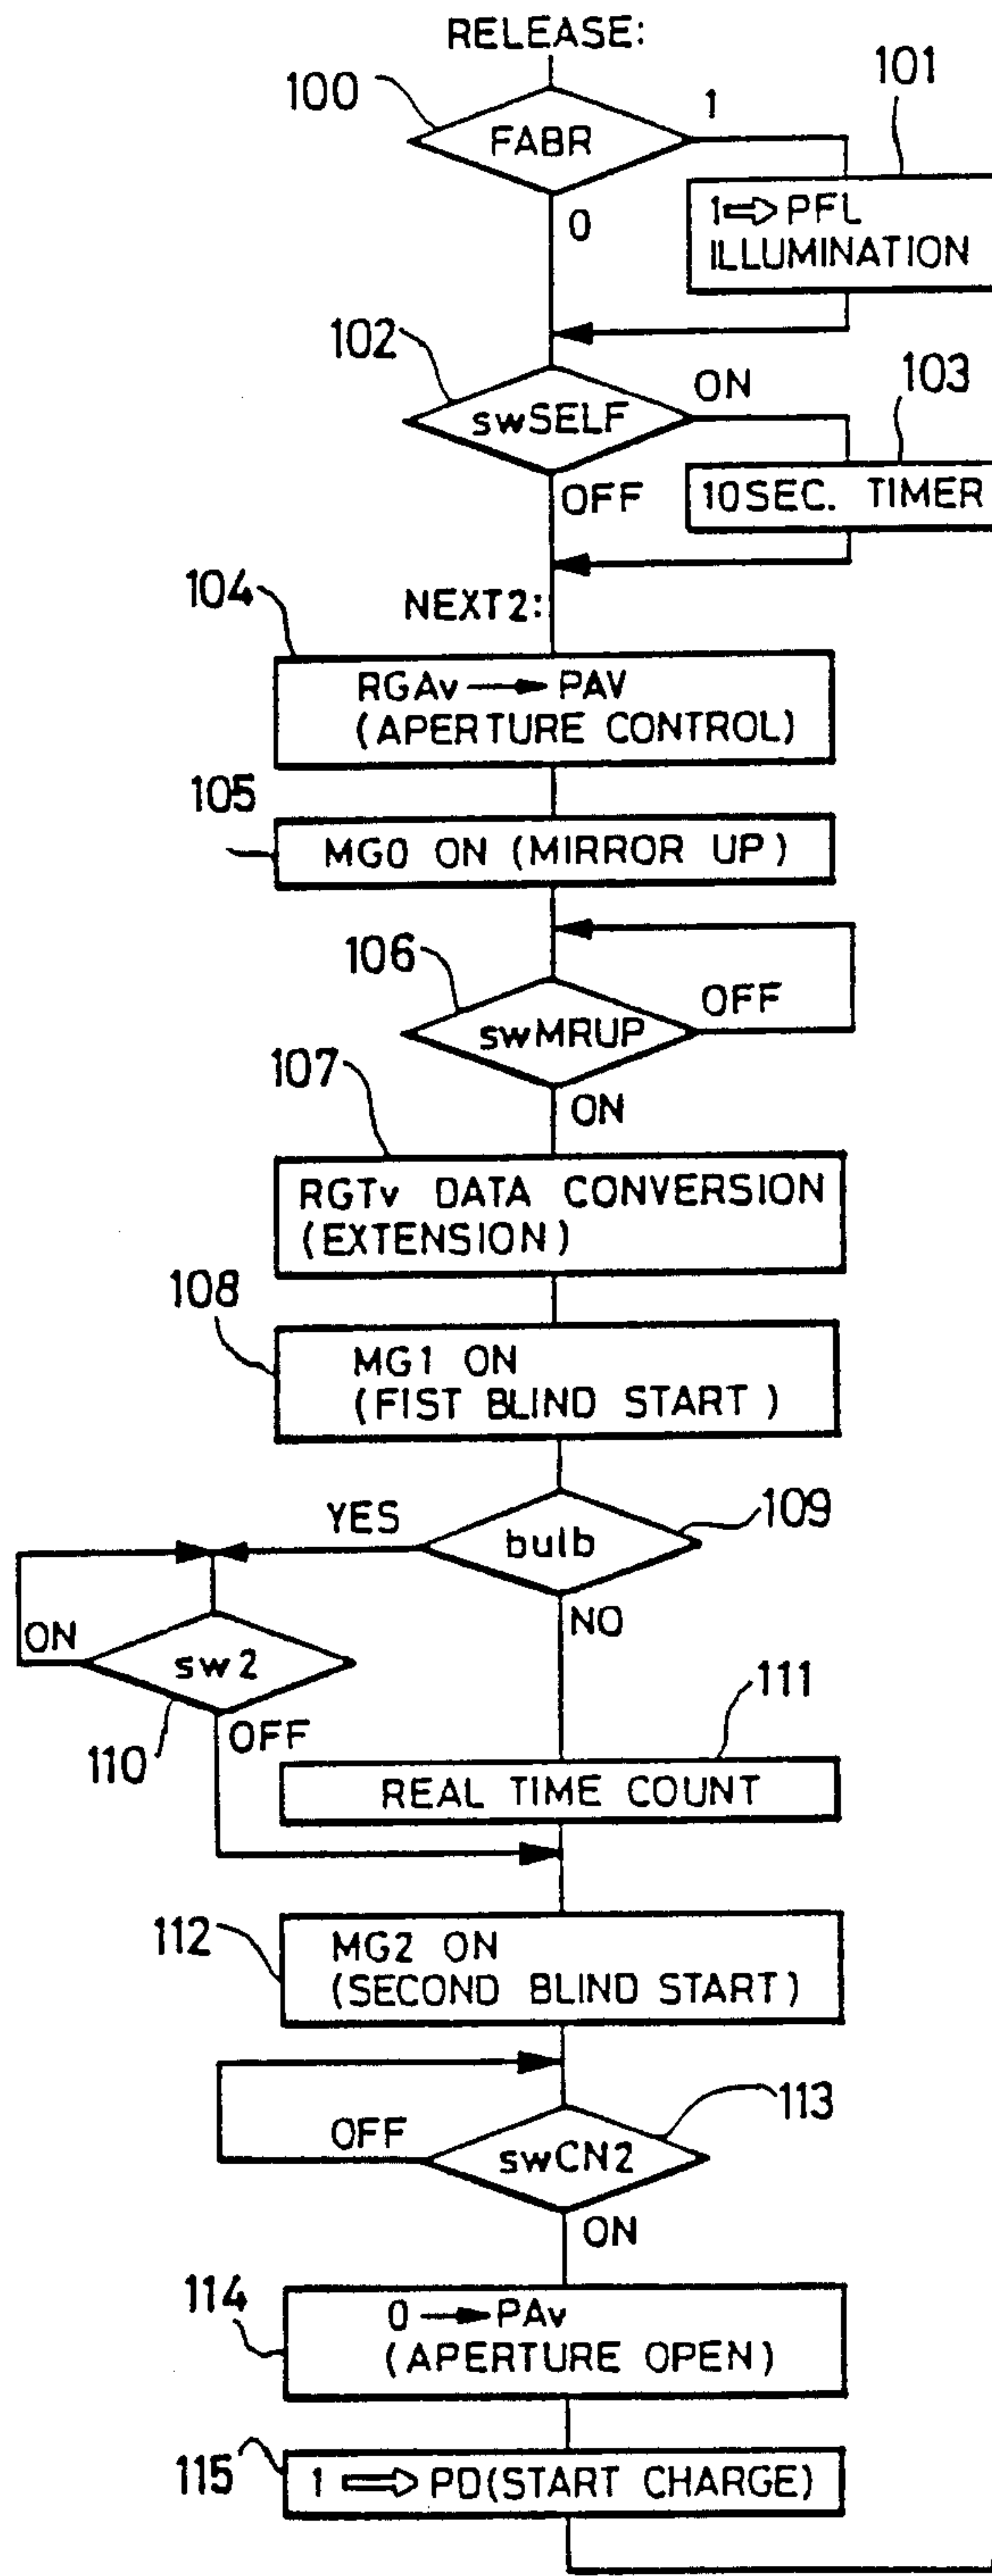 RELEASE:
100
FABR
1
101
1⇒PFL
ILLUMINATION
0
102
swSELF
ON
103
10SEC. TIMER
OFF
104
NEXT2:
RGAv → PAV
(APERTURE CONTROL)
105
MG0 ON (MIRROR UP)
106
swMRUP
OFF
107
ON
RGTv DATA CONVERSION
(EXTENSION)
108
MG1 ON
(FIST BLIND START)
YES
bulb
109
NO
ON
sw2
110
OFF
111
REAL TIME COUNT
112
MG2 ON
(SECOND BLIND START)
OFF
swCN2
113
ON
114
0 → PAv
(APERTURE OPEN)
115
1 ⇒ PD(START CHARGE)